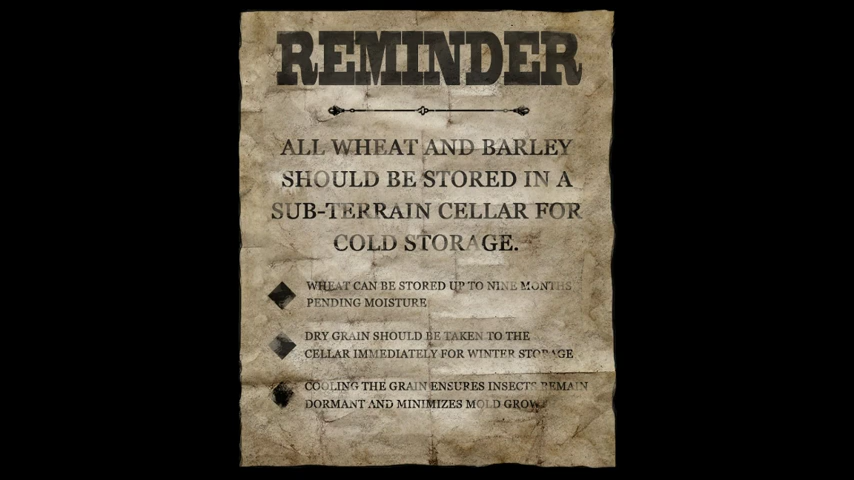 REMINDER
ALL WHEAT AND BARLEY
SHOULD BE STORED IN A
SUB-TERRAIN CELLAR FOR
COLD STORAGE.
WHEAT CAN BE STORED UP TO NINE MONTHS
PENDING MOISTURE
DRY GRAIN SHOULD BE TAKEN TO THE
CELLAR IMMEDIATELY FOR WINTER STORAGE
COOLING THE GRAIN ENSURES INSECTS REMAIN
DORMANT AND MINIMIZES MOLD